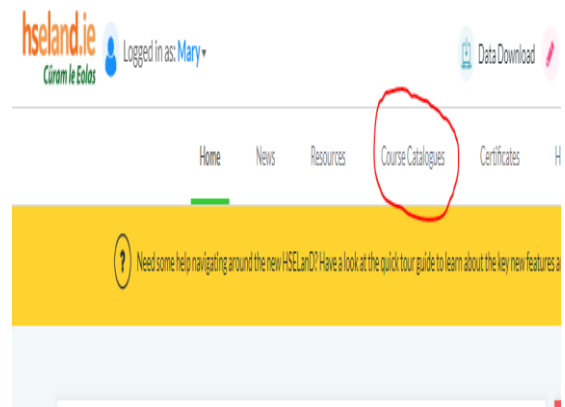 hseland.ie
Cúram le Eolas
Logged in as: Mary
Data Download
Home News Resources Course Catalogues Certificates H
? Need some help navigating around the new HSELanD? Have a look at the quick tour guide to learn about the key new features a